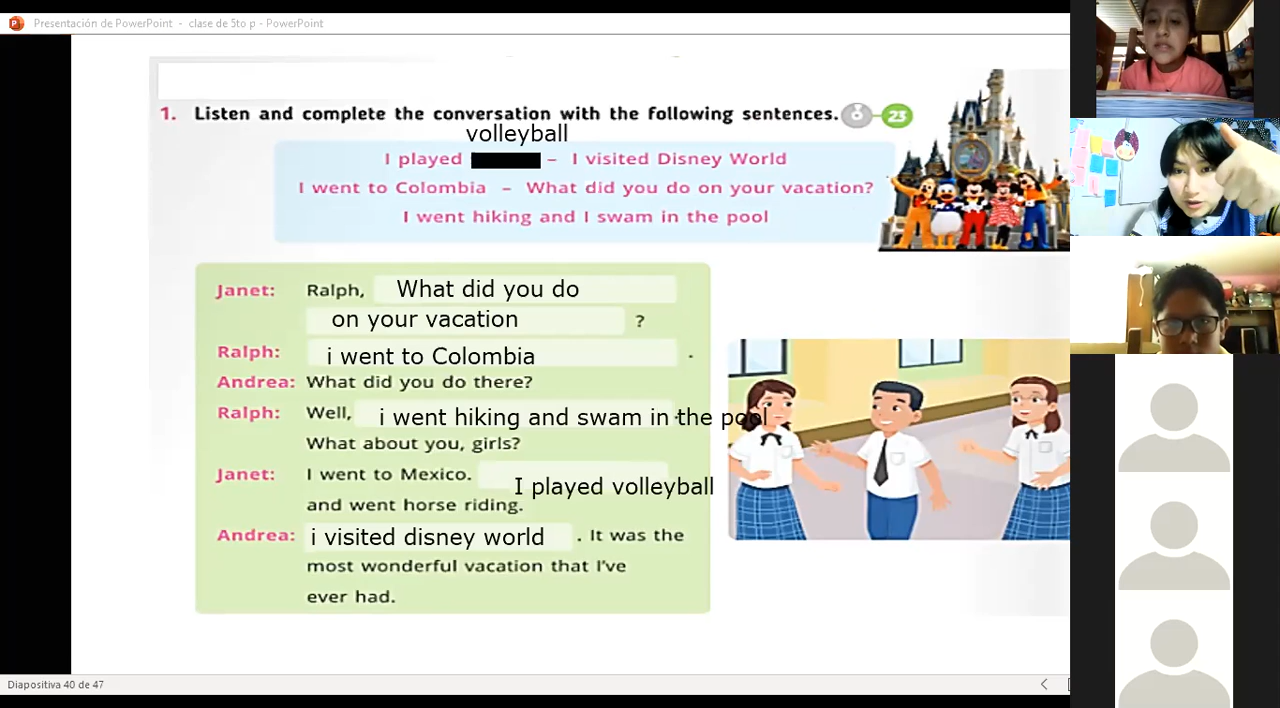 Presentación de PowerPoint - clase de 5to p - PowerPoint
1. Listen and complete the conversation with the following sentences. 23
volleyball
I played – I visited Disney World
I went to Colombia – What did you do on your vacation?
I went hiking and I swam in the pool
Janet: Ralph, What did you do
on your vacation ?
Ralph: i went to Colombia .
Andrea: What did you do there?
Ralph: Well, i went hiking and swam in the pool
What about you, girls?
Janet: I went to Mexico. I played volleyball
and went horse riding.
Andrea: i visited disney world . It was the
most wonderful vacation that I've
ever had.
Diapositiva 40 de 47